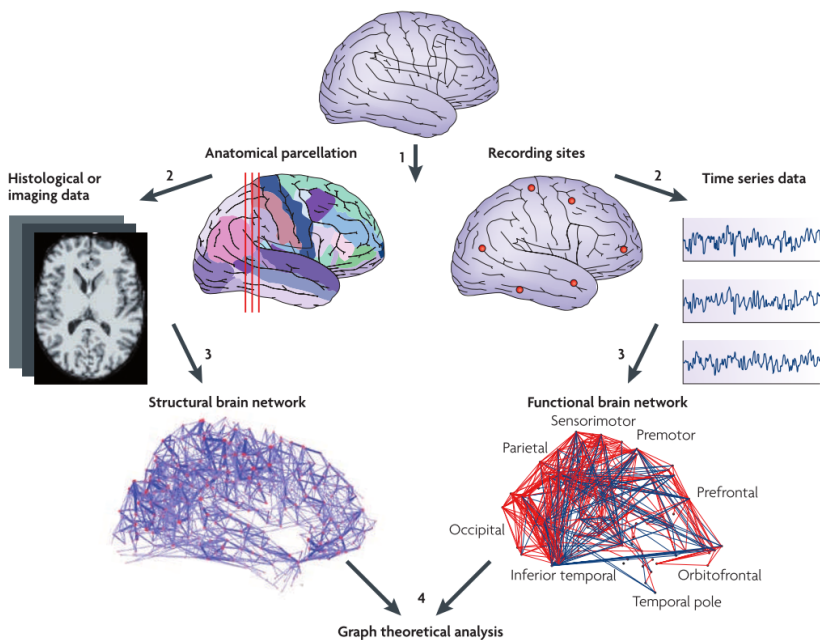 Anatomical parcellation
1
Recording sites
Histological or
imaging data
2
2
Time series data
3
3
Structural brain network
Functional brain network
Sensorimotor
Premotor
Parietal
Prefrontal
Occipital
Inferior temporal
Orbitofrontal
Temporal pole
4
Graph theoretical analysis